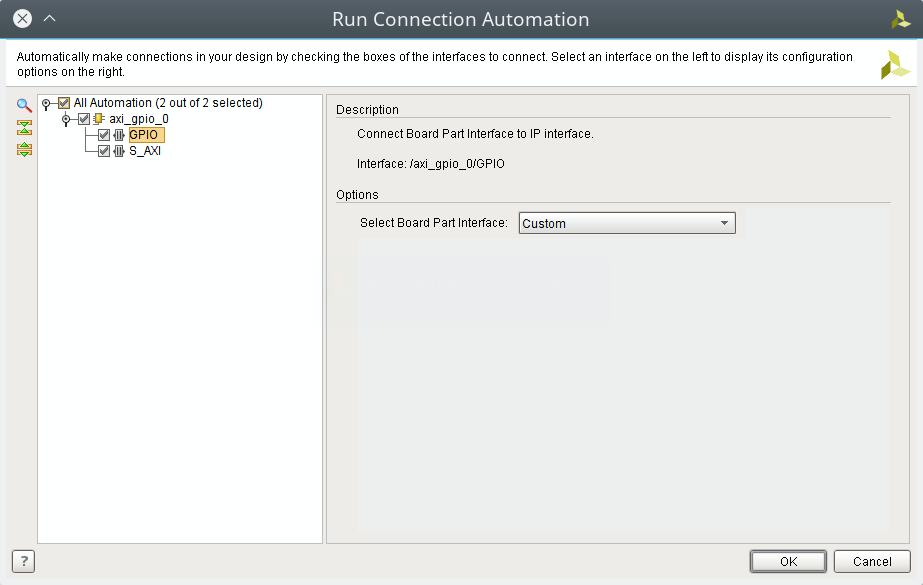 Run Connection Automation
Automatically make connections in your design by checking the boxes of the interfaces to connect. Select an interface on the left to display its configuration
options on the right.
All Automation (2 out of 2 selected)
axi_gpio_0
GPIO
S_AXI
Description
Connect Board Part Interface to IP interface.
Interface: /axi_gpio_0/GPIO
Options
Select Board Part Interface: Custom
?
OK
Cancel